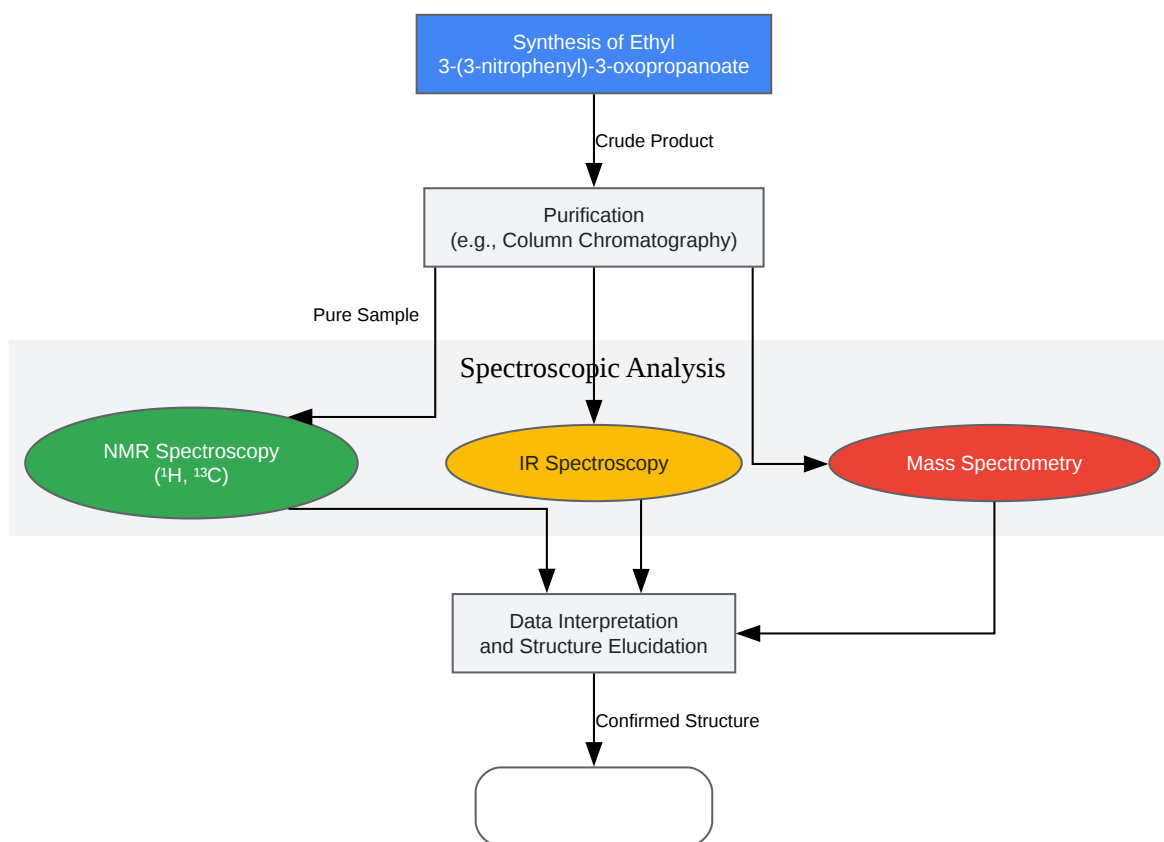 Synthesis of Ethyl
3-(3-nitrophenyl)-3-oxopropanoate
Crude Product
Purification
(e.g., Column Chromatography)
Pure Sample
Spectroscopic Analysis
NMR Spectroscopy
(¹H, ¹³C)
IR Spectroscopy
Mass Spectrometry
Data Interpretation
and Structure Elucidation
Confirmed Structure